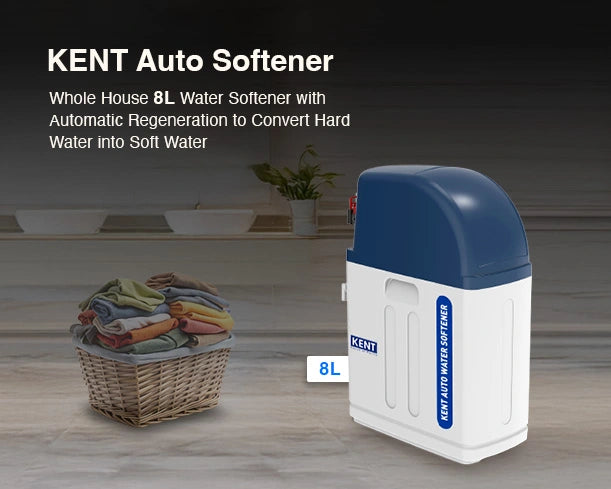 KENT Auto Softener
Whole House 8L Water Softener with
Automatic Regeneration to Convert Hard
Water into Soft Water
8L
KENT
KENT AUTO WATER SOFTENER